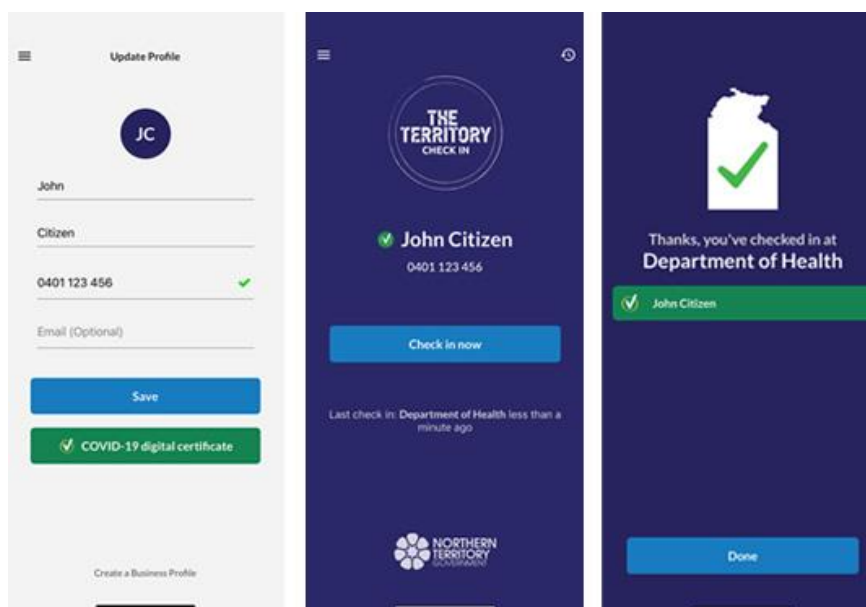 Update Profile
JC
John
Citizen
0401 123 456
Email (Optional)
Save
COVID-19 digital certificate
Create a Business Profile
THE
TERRITORY
CHECK IN
John Citizen
0401 123 456
Check in now
Last check in: Department of Health less than a
minute ago
NORTHERN
TERRITORY
GOVERNMENT
Thanks, you've checked in at
Department of Health
John Citizen
Done